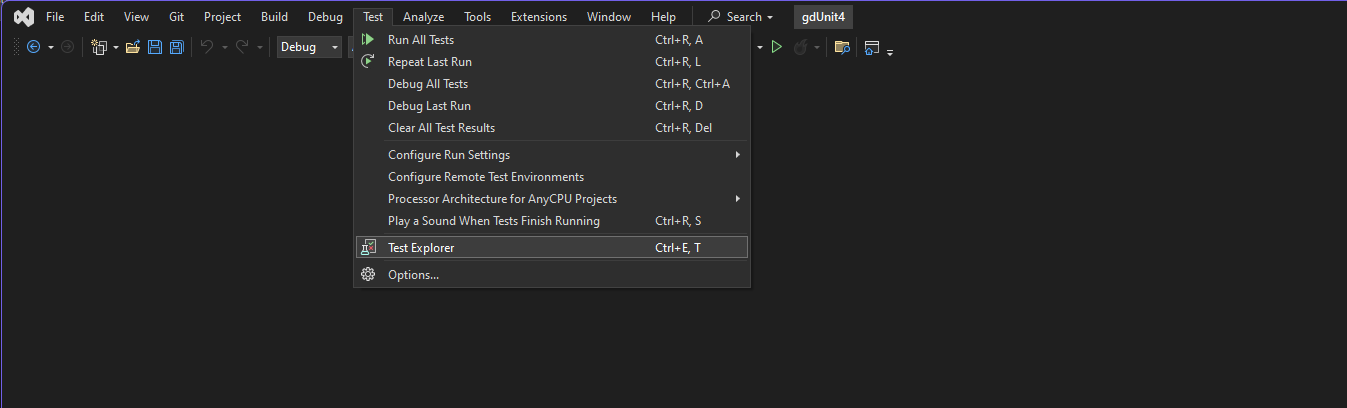 File Edit View Git Project Build Debug Test Analyze Tools Extensions Window Help Search gdUnit4
Debug
Run All Tests Ctrl+R, A
Repeat Last Run Ctrl+R, L
Debug All Tests Ctrl+R, Ctrl+A
Debug Last Run Ctrl+R, D
Clear All Test Results Ctrl+R, Del
Configure Run Settings
Configure Remote Test Environments
Processor Architecture for AnyCPU Projects
Play a Sound When Tests Finish Running Ctrl+R, S
Test Explorer Ctrl+E, T
Options...